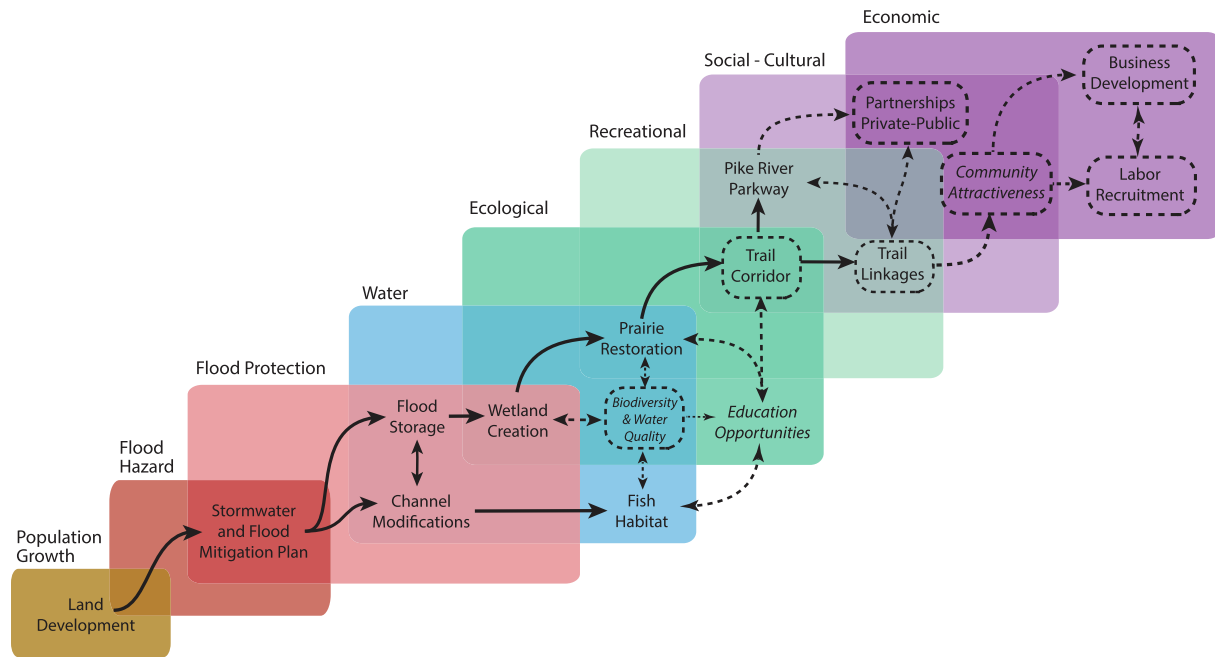 Economic
Business
Development
Social - Cultural
Partnerships
Private-Public
Recreational
Pike River
Parkway
Community
Attractiveness
Labor
Recruitment
Ecological
Trail
Corridor
Trail
Linkages
Water
Prairie
Restoration
Flood Protection
Flood
Storage
Wetland
Creation
Biodiversity
& Water
Quality
Education
Opportunities
Flood
Hazard
Channel
Modifications
Fish
Habitat
Stormwater
and Flood
Mitigation Plan
Population
Growth
Land
Development